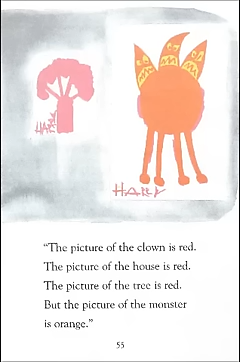 HARRY
HARRY
"The picture of the clown is red.
The picture of the house is red.
The picture of the tree is red.
But the picture of the monster
is orange."
55